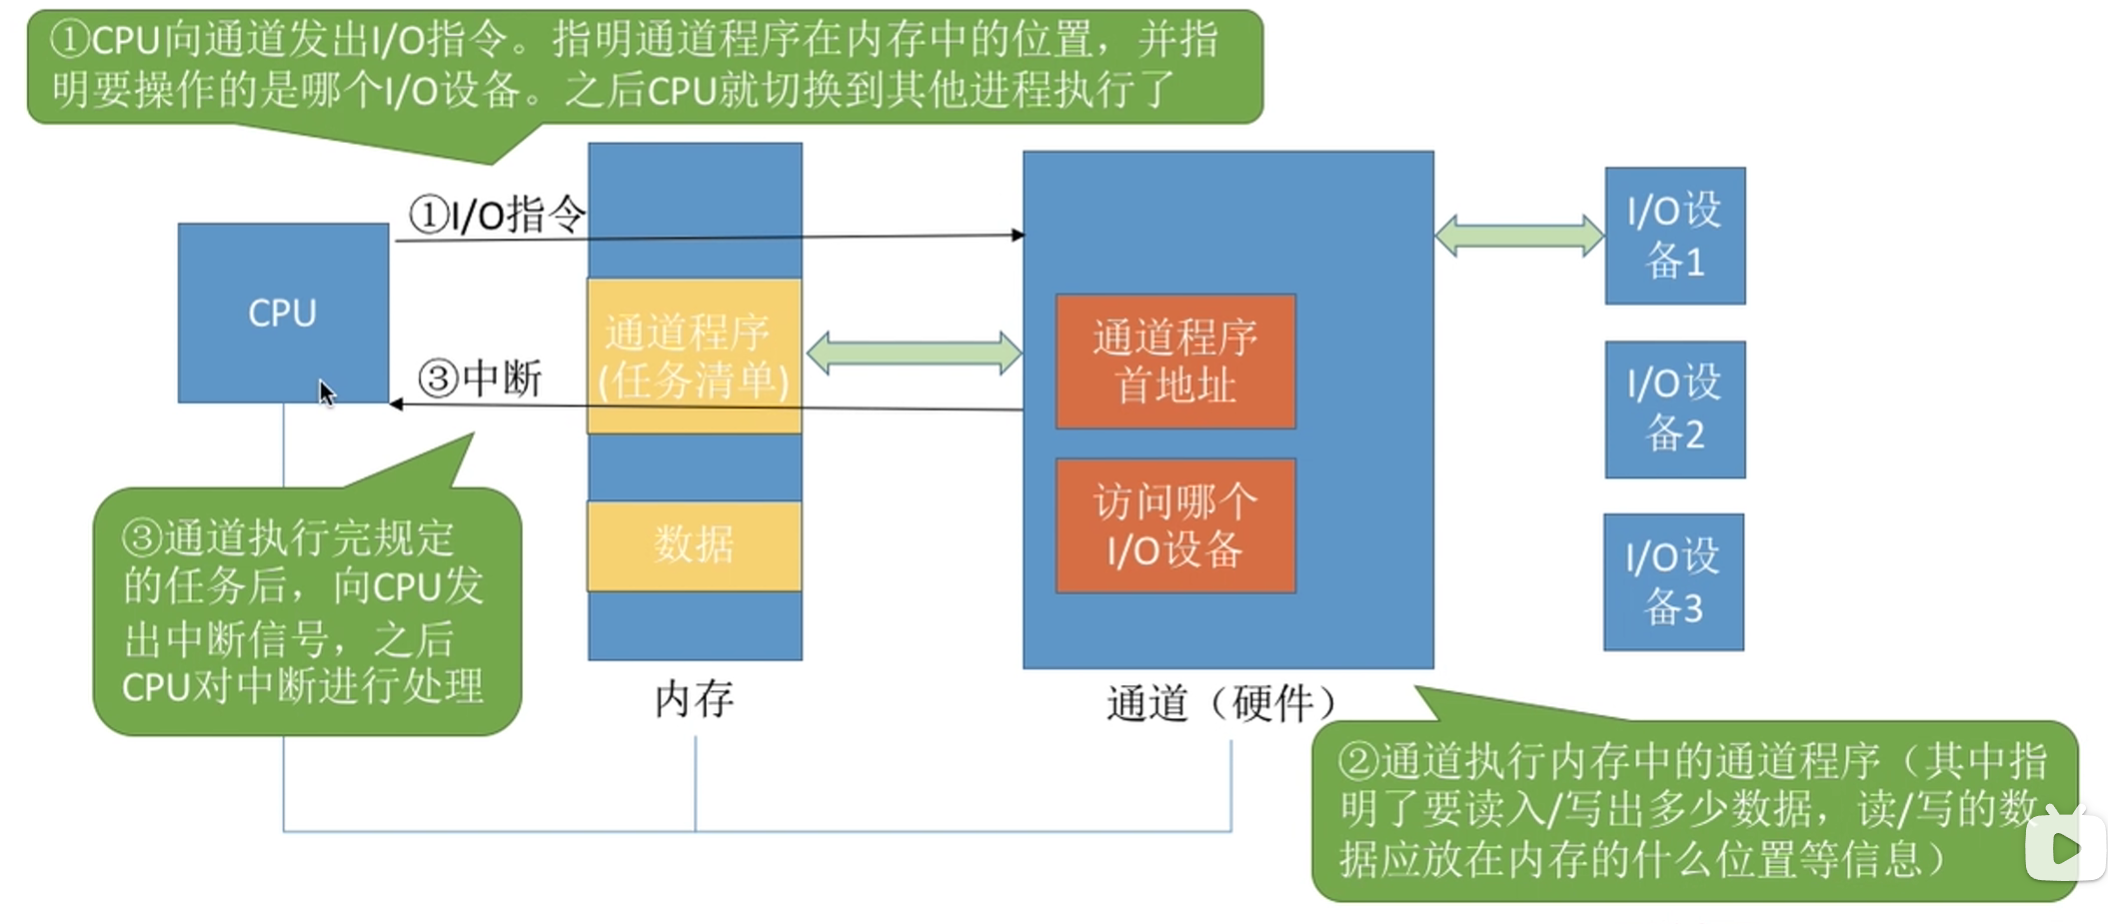 ①CPU向通道发出I/O指令。指明通道程序在内存中的位置，并指
明要操作的是哪个I/O设备。之后CPU就切换到其他进程执行了
①I/O指令
CPU
③中断
通道程序
(任务清单)
数据
内存
通道程序
首地址
访问哪个
I/O设备
通道（硬件）
I/O设
备1
I/O设
备2
I/O设
备3
③通道执行完规定
的任务后，向CPU发
出中断信号，之后
CPU对中断进行处理
②通道执行内存中的通道程序（其中指
明了要读入/写出多少数据，读/写的数
据应放在内存的什么位置等信息）